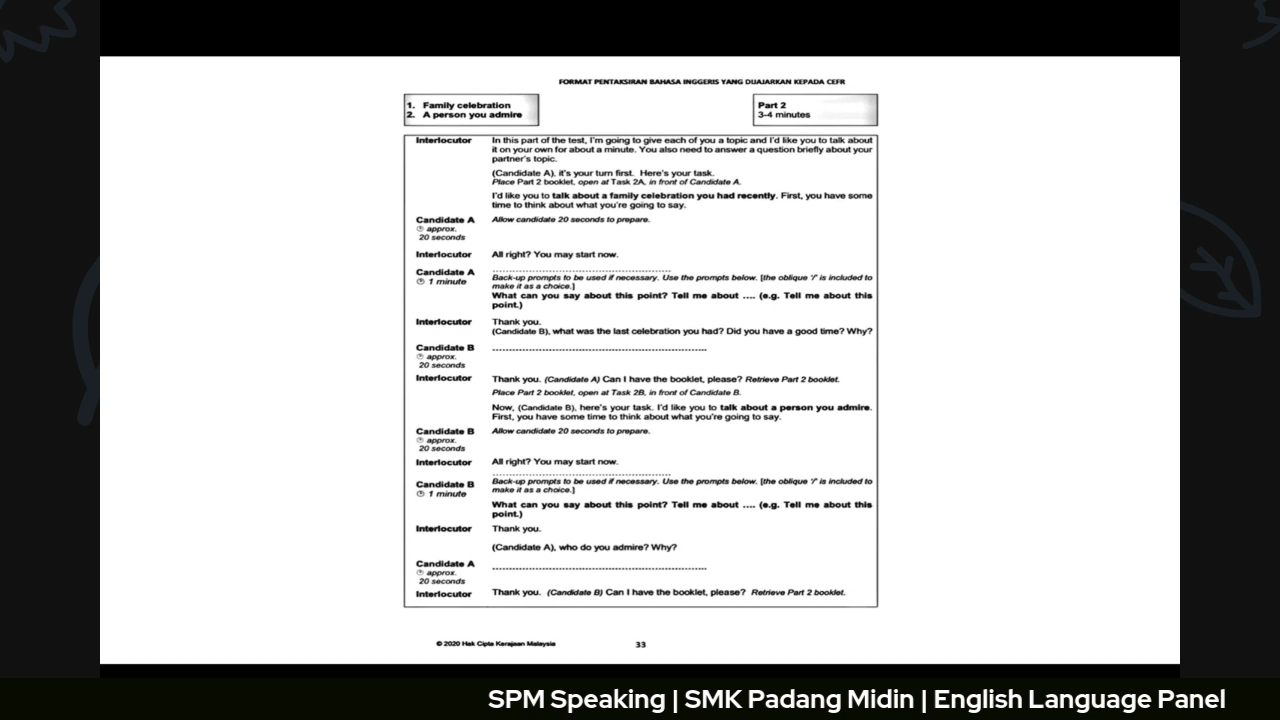 FORMAT PENTAKSIRAN BAHASA INGGERIS YANG DIJAJARKAN KEPADA CEFR
1. Family celebration
2. A person you admire
Part 2
3-4 minutes
Interlocutor
In this part of the test, I'm going to give each of you a topic and I'd like you to talk about
it on your own for about a minute. You also need to answer a question briefly about your
partner's topic.
(Candidate A), it's your turn first. Here's your task.
Place Part 2 booklet, open at Task 2A, in front of Candidate A.
I'd like you to talk about a family celebration you had recently. First, you have some
time to think about what you're going to say.
Candidate A
approx.
20 seconds
Allow candidate 20 seconds to prepare.
Interlocutor
All right? You may start now.
Candidate A
1 minute
............................................................
Back-up prompts to be used if necessary. Use the prompts below. [the oblique '/' is included to
make it as a choice.]
What can you say about this point? Tell me about .... (e.g. Tell me about this
point.)
Interlocutor
Thank you.
(Candidate B), what was the last celebration you had? Did you have a good time? Why?
Candidate B
approx.
20 seconds
............................................................
Interlocutor
Thank you. (Candidate A) Can I have the booklet, please? Retrieve Part 2 booklet.
Place Part 2 booklet, open at Task 2B, in front of Candidate B.
Now, (Candidate B), here's your task. I'd like you to talk about a person you admire.
First, you have some time to think about what you're going to say.
Candidate B
approx.
20 seconds
Allow candidate 20 seconds to prepare.
Interlocutor
All right? You may start now.
Candidate B
1 minute
............................................................
Back-up prompts to be used if necessary. Use the prompts below. [the oblique '/' is included to
make it as a choice.]
What can you say about this point? Tell me about .... (e.g. Tell me about this
point.)
Interlocutor
Thank you.
(Candidate A), who do you admire? Why?
Candidate A
approx.
20 seconds
............................................................
Interlocutor
Thank you. (Candidate B) Can I have the booklet, please? Retrieve Part 2 booklet.
© 2020 Hak Cipta Kerajaan Malaysia
33
SPM Speaking | SMK Padang Midin | English Language Panel